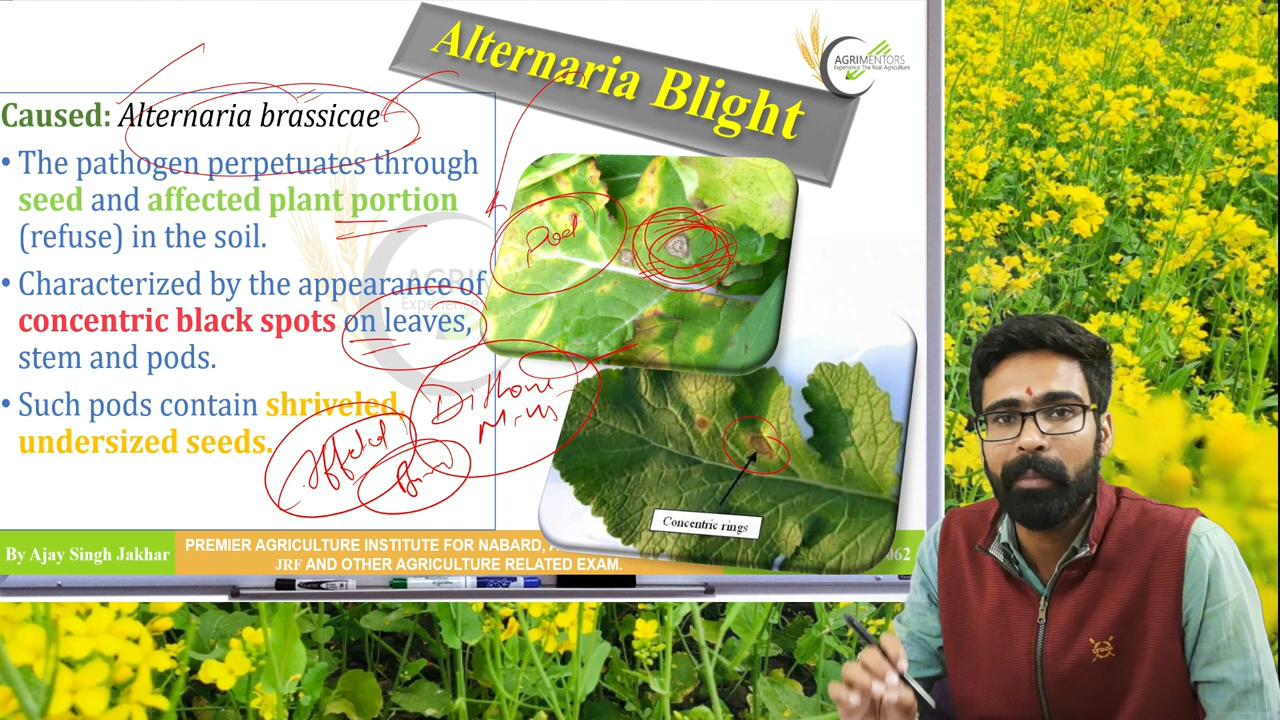 Alternaria Blight
AGRIMENTORS
Experience The Real Agriculture
Caused: Alternaria brassicae
• The pathogen perpetuates through
seed and affected plant portion
(refuse) in the soil.
• Characterized by the appearance of
concentric black spots on leaves,
stem and pods.
• Such pods contain shriveled,
undersized seeds.
Concentric rings
By Ajay Singh Jakhar
PREMIER AGRICULTURE INSTITUTE FOR NABARD,
JRF AND OTHER AGRICULTURE RELATED EXAM.
062